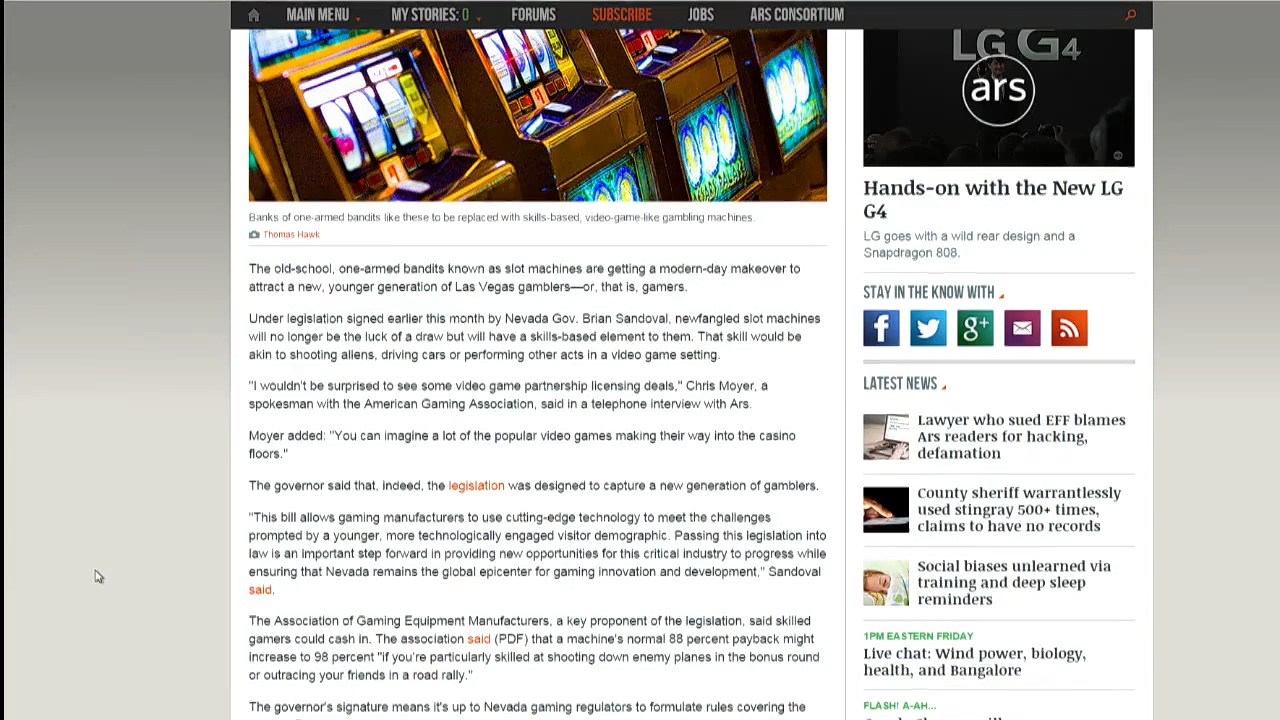 MAIN MENU
MY STORIES: 0
FORUMS
SUBSCRIBE
JOBS
ARS CONSORTIUM
Banks of one-armed bandits like these to be replaced with skills-based, video-game-like gambling machines.
Thomas Hawk
The old-school, one-armed bandits known as slot machines are getting a modern-day makeover to
attract a new, younger generation of Las Vegas gamblers—or, that is, gamers.
Under legislation signed earlier this month by Nevada Gov. Brian Sandoval, newfangled slot machines
will no longer be the luck of a draw but will have a skills-based element to them. That skill would be
akin to shooting aliens, driving cars or performing other acts in a video game setting.
"I wouldn't be surprised to see some video game partnership licensing deals," Chris Moyer, a
spokesman with the American Gaming Association, said in a telephone interview with Ars.
Moyer added: "You can imagine a lot of the popular video games making their way into the casino
floors."
The governor said that, indeed, the legislation was designed to capture a new generation of gamblers.
"This bill allows gaming manufacturers to use cutting-edge technology to meet the challenges
prompted by a younger, more technologically engaged visitor demographic. Passing this legislation into
law is an important step forward in providing new opportunities for this critical industry to progress while
ensuring that Nevada remains the global epicenter for gaming innovation and development," Sandoval
said.
The Association of Gaming Equipment Manufacturers, a key proponent of the legislation, said skilled
gamers could cash in. The association said (PDF) that a machine's normal 88 percent payback might
increase to 98 percent "if you're particularly skilled at shooting down enemy planes in the bonus round
or outracing your friends in a road rally."
The governor's signature means it's up to Nevada gaming regulators to formulate rules covering the
LG G4
ars
Hands-on with the New LG
G4
LG goes with a wild rear design and a
Snapdragon 808.
STAY IN THE KNOW WITH
f
g+
LATEST NEWS
Lawyer who sued EFF blames
Ars readers for hacking,
defamation
County sheriff warrantlessly
used stingray 500+ times,
claims to have no records
Social biases unlearned via
training and deep sleep
reminders
1PM EASTERN FRIDAY
Live chat: Wind power, biology,
health, and Bangalore
FLASH! A-AH...